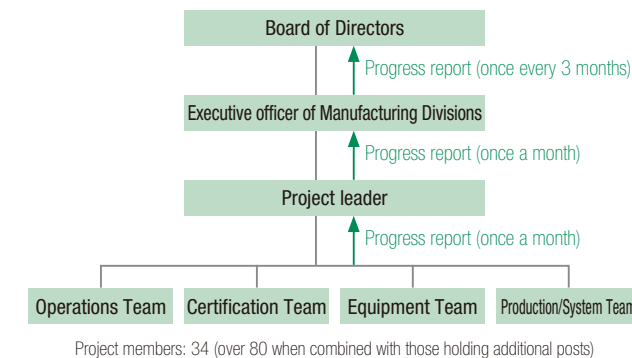 Board of Directors
Progress report (once every 3 months)
Executive officer of Manufacturing Divisions
Progress report (once a month)
Project leader
Progress report (once a month)
Operations Team Certification Team Equipment Team Production/System Team
Project members: 34 (over 80 when combined with those holding additional posts)